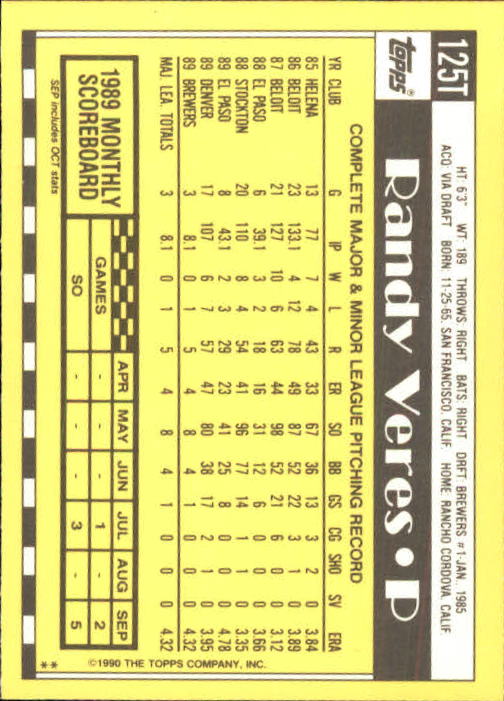 125T
topps®
HT: 6'3" WT: 189 THROWS: RIGHT BATS: RIGHT DRFT: BREWERS #1-JAN, 1985
ACQ: VIA DRAFT BORN: 11-25-65, SAN FRANCISCO, CALIF. HOME: RANCHO CORDOVA, CALIF.
Randy Veres • P
COMPLETE MAJOR & MINOR LEAGUE PITCHING RECORD
YR CLUB G IP W L R ER SO BB GS CG SHO SV ERA
85 HELENA 13 77 7 4 43 33 67 36 13 3 2 0 3.84
86 BELOIT 23 133.1 4 12 78 49 87 52 22 3 1 0 3.89
87 BELOIT 21 127 10 6 63 44 98 52 21 6 0 0 3.12
88 EL PASO 6 39.1 3 2 18 16 31 12 6 0 0 0 3.66
88 STOCKTON 20 110 8 4 54 41 96 77 14 1 1 0 3.35
89 EL PASO 8 43.1 2 3 29 23 41 25 8 0 0 0 4.78
89 DENVER 17 107 6 7 57 47 80 38 17 2 1 0 3.95
89 BREWERS 3 8.1 0 1 5 4 8 4 1 0 0 0 4.32
MAJ. LEA. TOTALS 3 8.1 0 1 5 4 8 4 1 0 0 0 4.32
1989 MONTHLY
SCOREBOARD
APR MAY JUN JUL AUG SEP
GAMES - - - 1 - 2
SO - - - 3 - 5
SEP includes OCT stats
©1990 THE TOPPS COMPANY, INC.
**